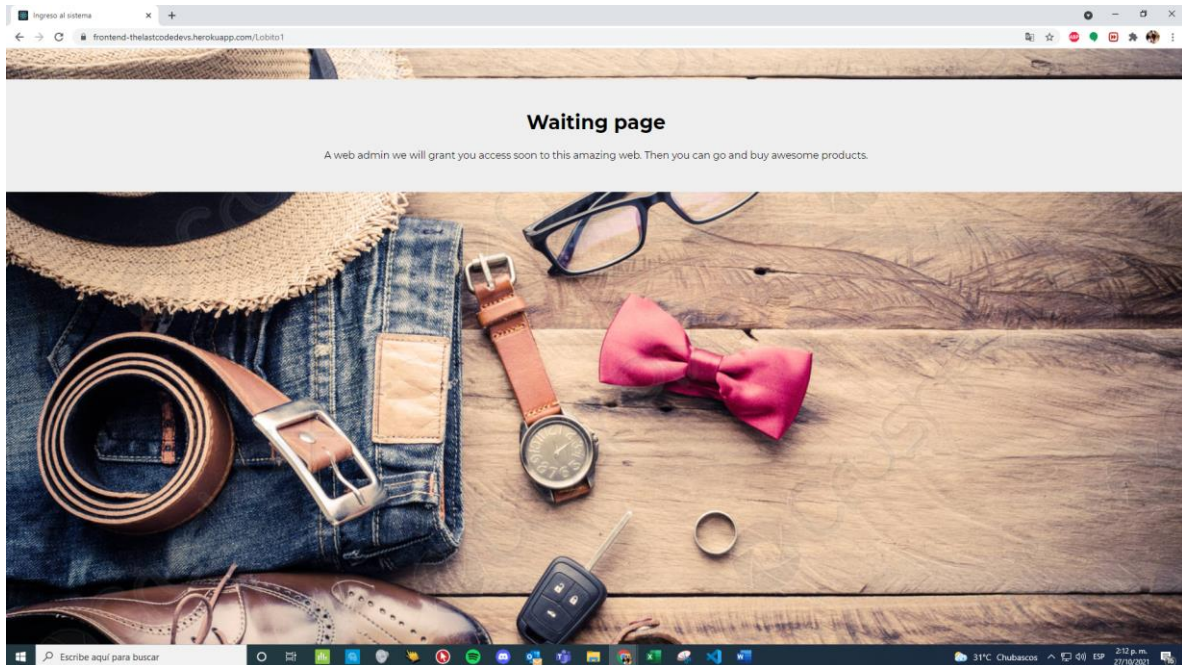 Ingreso al sistema
frontend-thelastcodedevs.herokuapp.com/Lobito1
Waiting page
A web admin we will grant you access soon to this amazing web. Then you can go and buy awesome products.
Escribe aquí para buscar
31°C Chubascos
ESP
2:12 p. m.
27/10/2021